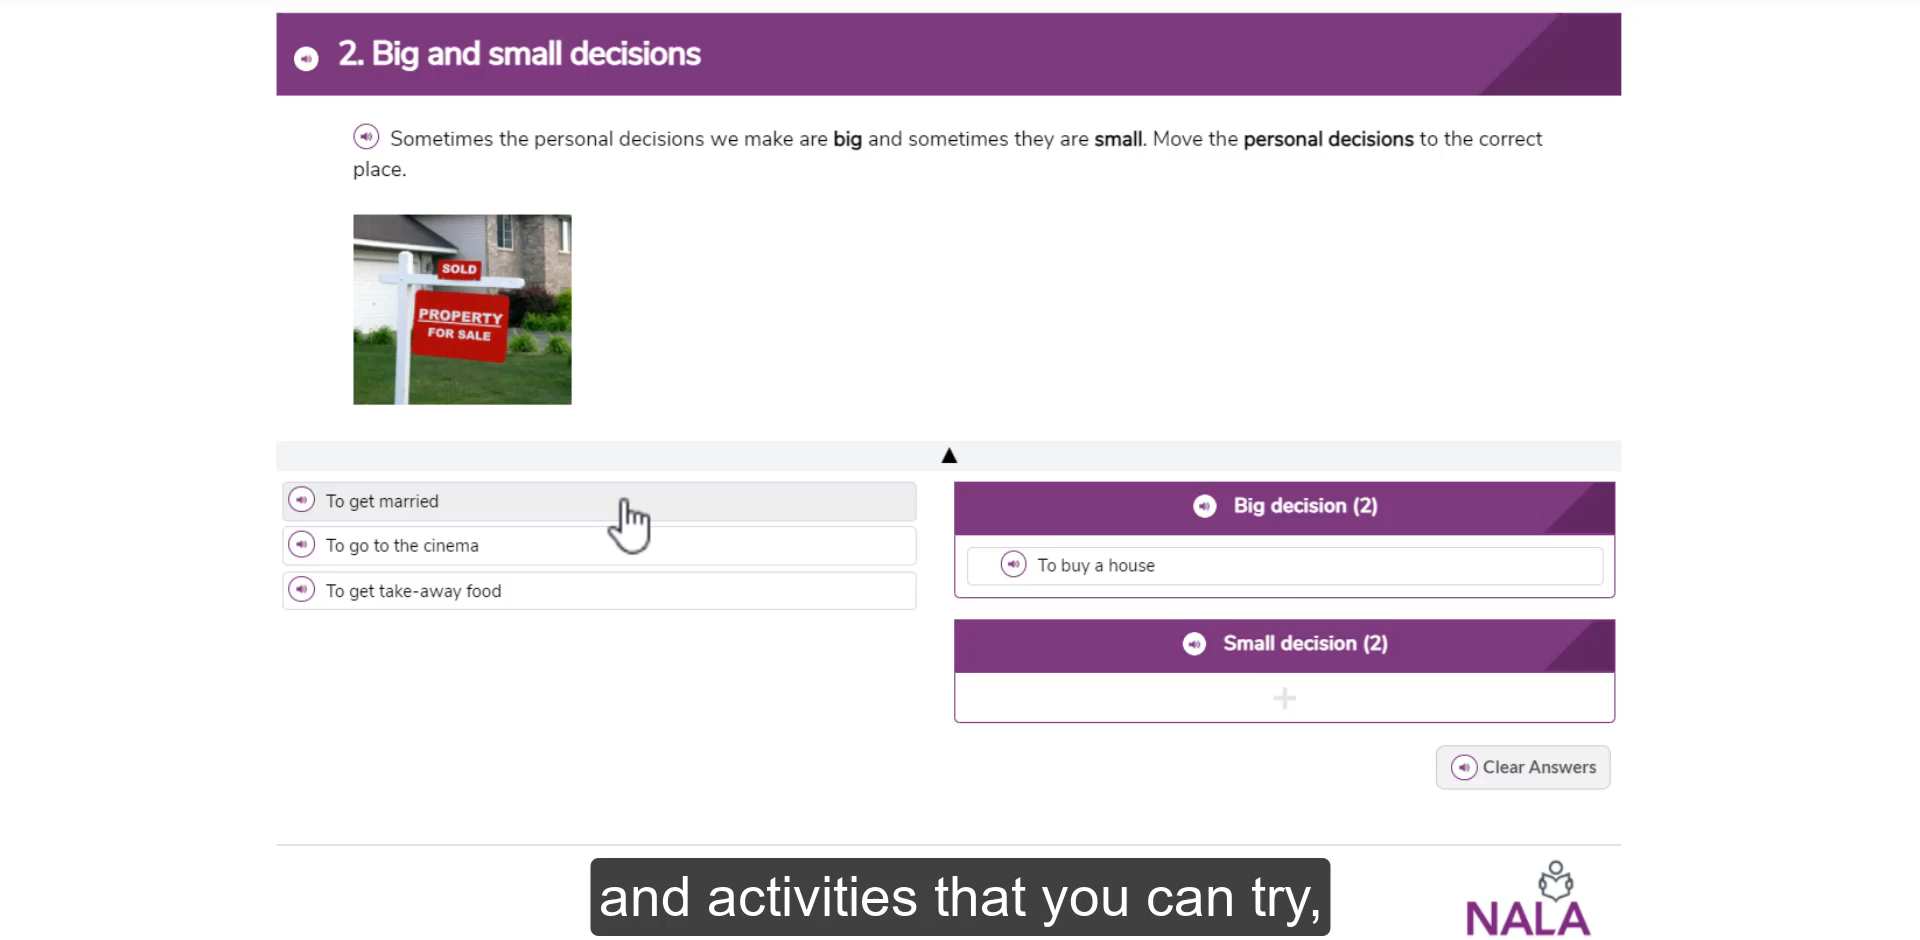 2. Big and small decisions
Sometimes the personal decisions we make are big and sometimes they are small. Move the personal decisions to the correct
place.
SOLD
PROPERTY
FOR SALE
▲
To get married
To go to the cinema
To get take-away food
Big decision (2)
To buy a house
Small decision (2)
+
Clear Answers
and activities that you can try,
NALA